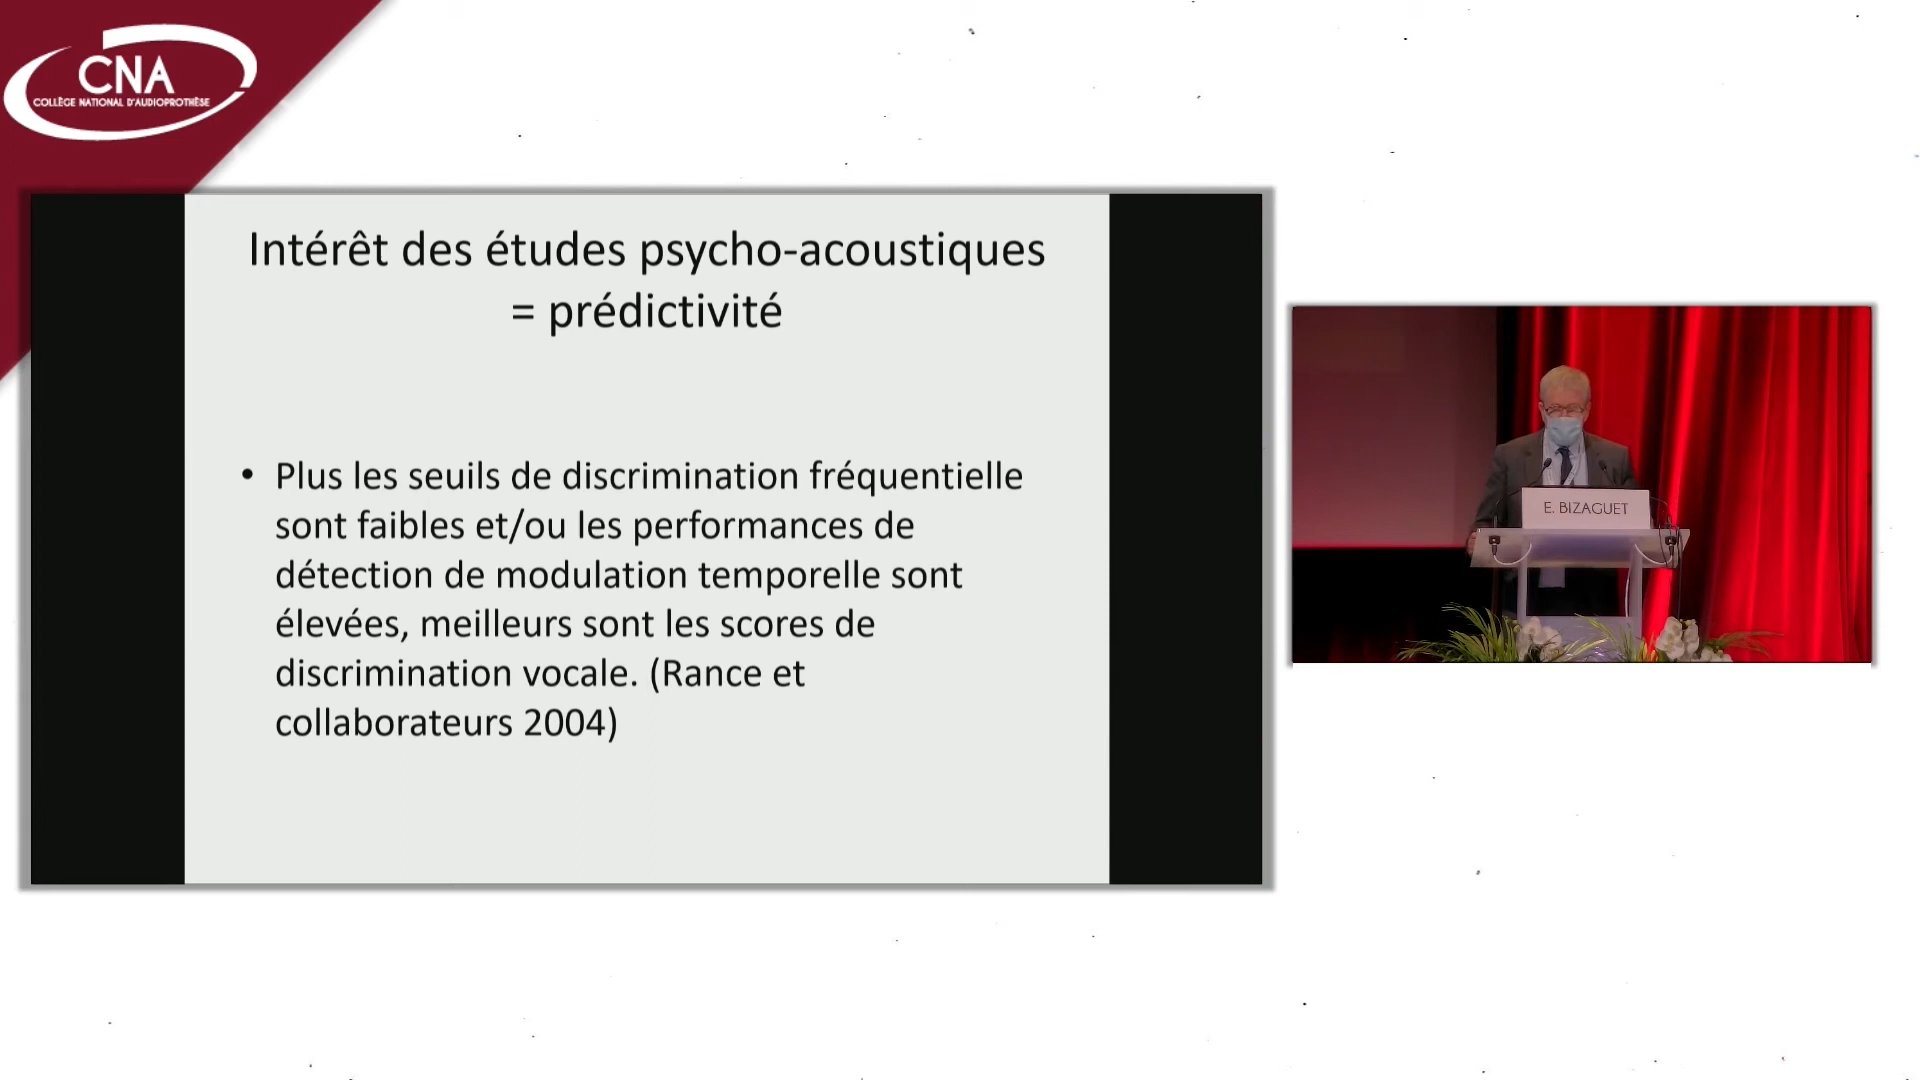 CNA
COLLÈGE NATIONAL D'AUDIOPROTHÈSE
Intérêt des études psycho-acoustiques
= prédictivité
• Plus les seuils de discrimination fréquentielle
sont faibles et/ou les performances de
détection de modulation temporelle sont
élevées, meilleurs sont les scores de
discrimination vocale. (Rance et
collaborateurs 2004)
E. BIZAGUET